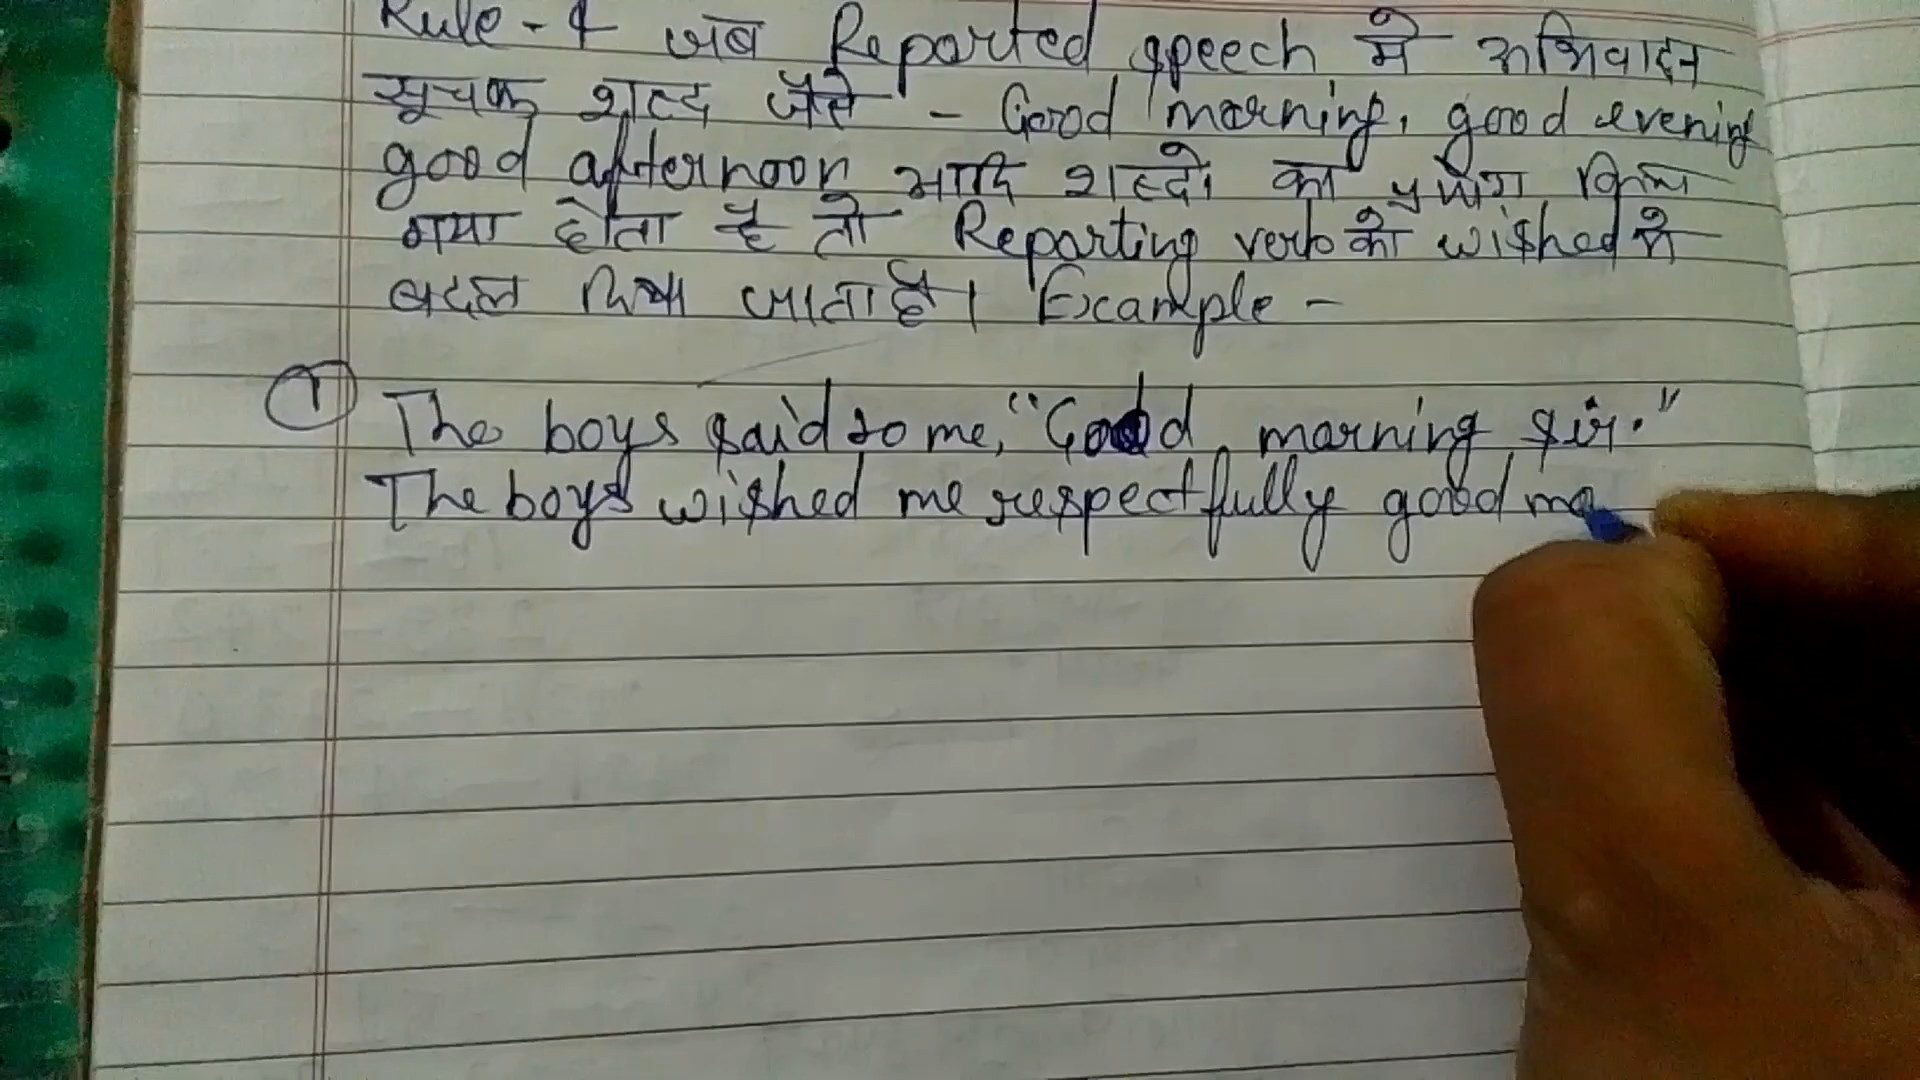 Rule - 4 जब Reported speech मे अभिवादन
सूचक शब्द जैसे - Good morning, good evening
good afternoon आदि शब्दो का प्रयोग किया
गया होता है तो Reporting verb को wished मे
बदल दिया जाता है। Example -
① The boys said to me, "Good morning sir."
The boys wished me respectfully good mo